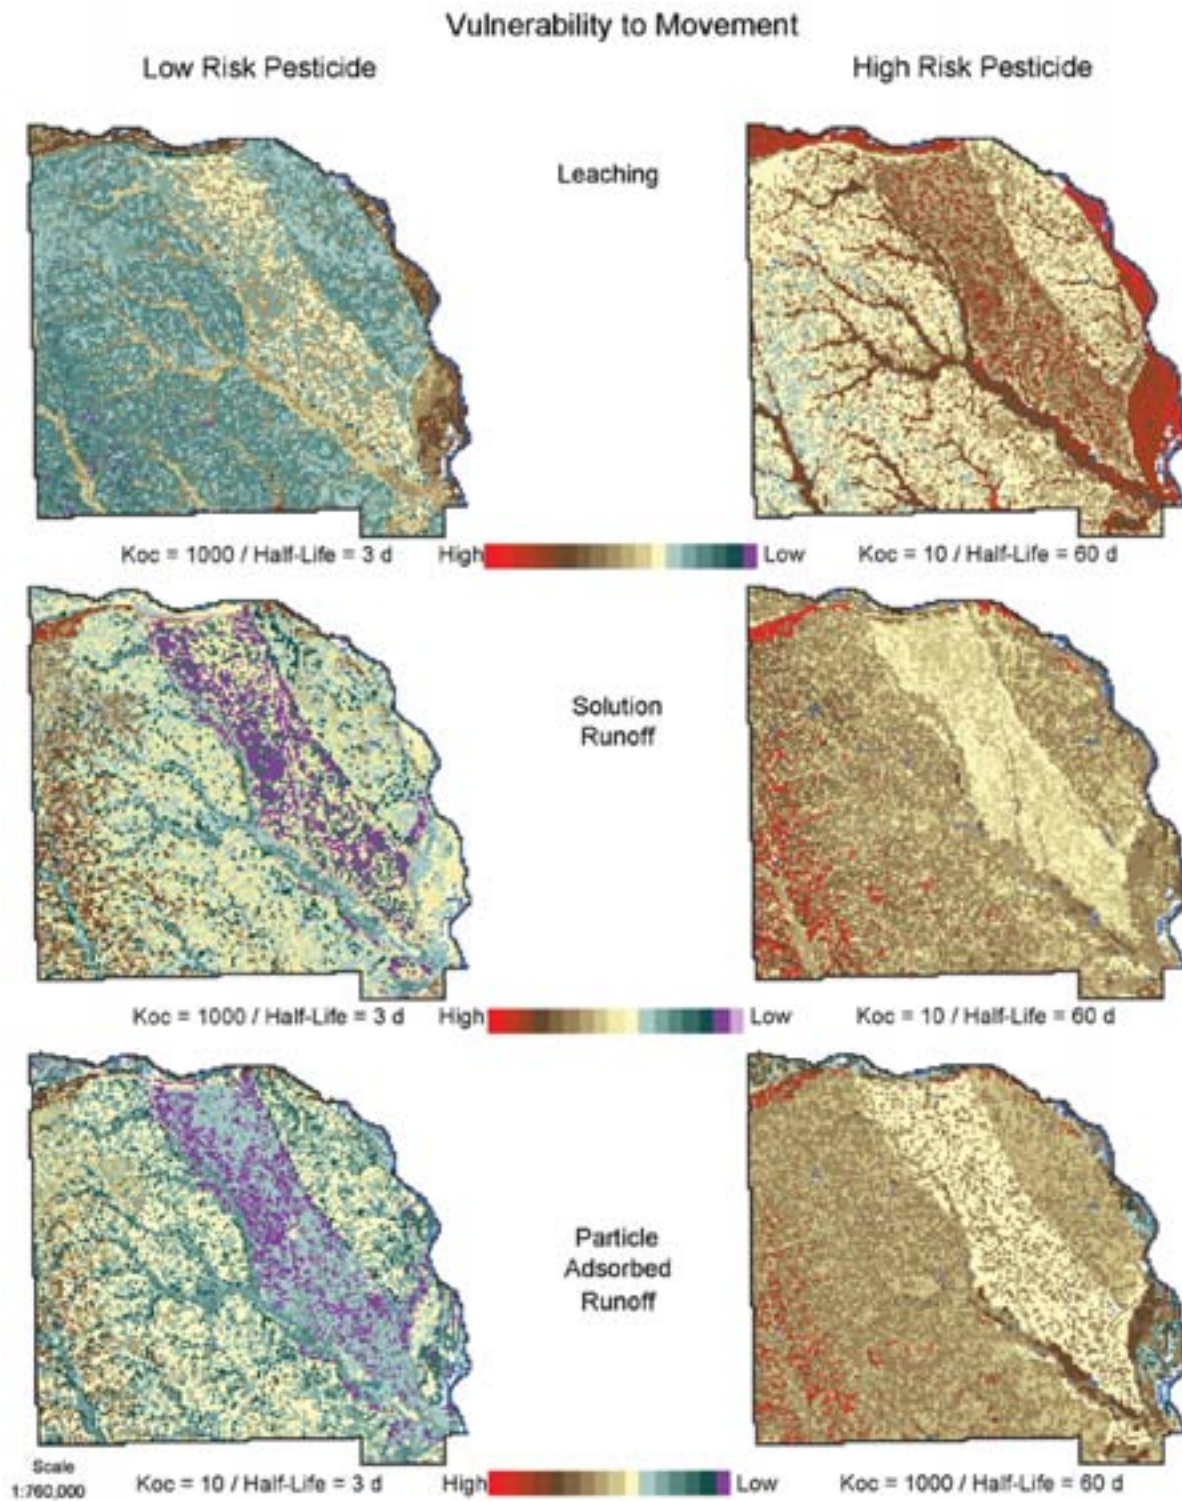 Vulnerability to Movement
Low Risk Pesticide
High Risk Pesticide
Leaching
Koc = 1000 / Half-Life = 3 d
High
Low
Koc = 10 / Half-Life = 60 d
Solution
Runoff
Koc = 1000 / Half-Life = 3 d
High
Low
Koc = 10 / Half-Life = 60 d
Particle
Adsorbed
Runoff
Scale
1:760,000
Koc = 10 / Half-Life = 3 d
High
Low
Koc = 1000 / Half-Life = 60 d